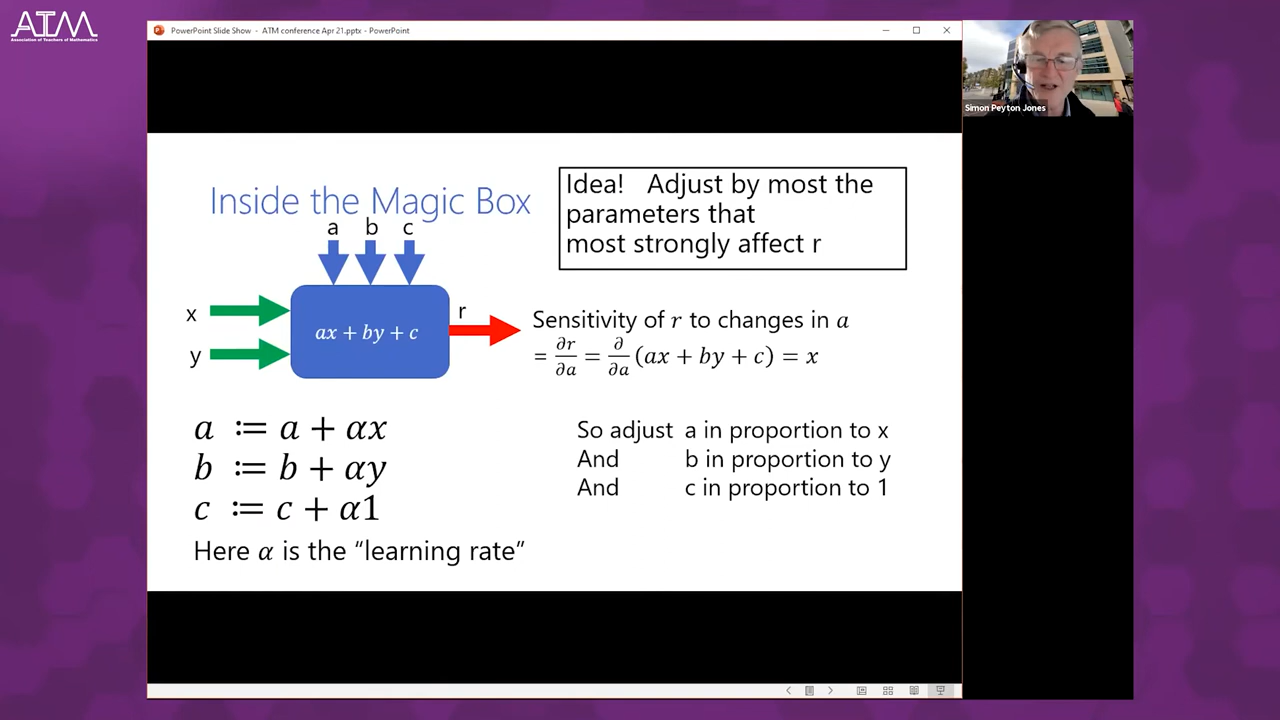 ATM
Association of Teachers of Mathematics
PowerPoint Slide Show - ATM conference Apr 21.pptx - PowerPoint
Simon Peyton Jones
Inside the Magic Box
Idea! Adjust by most the
parameters that
most strongly affect r
a b c
x
y
ax + by + c
r
Sensitivity of r to changes in a
= ∂r/∂a = ∂/∂a (ax + by + c) = x
a := a + αx
b := b + αy
c := c + α1
Here α is the “learning rate”
So adjust a in proportion to x
And b in proportion to y
And c in proportion to 1